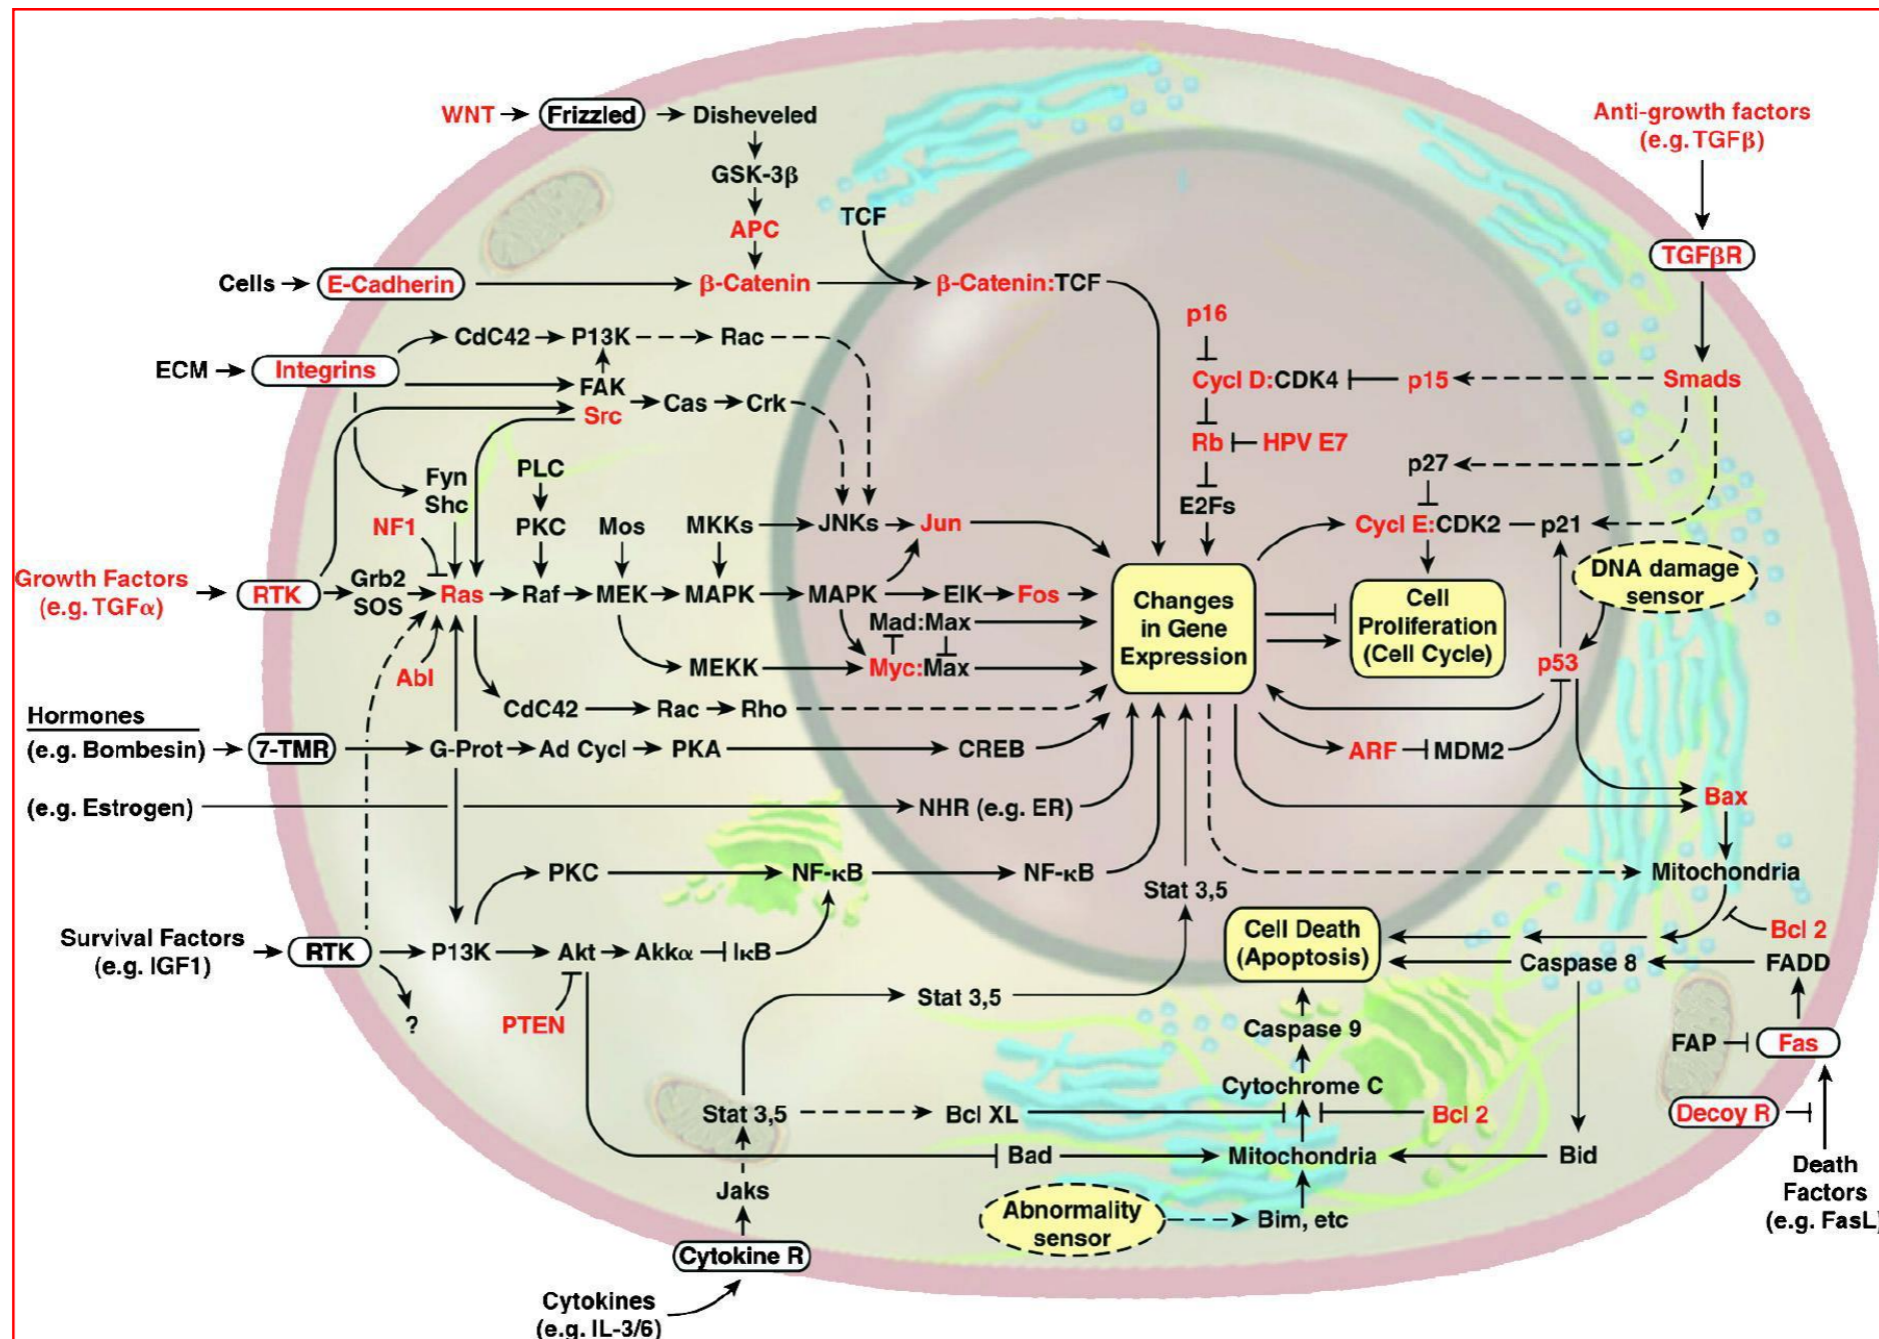 WNT
Frizzled
Disheveled
GSK-3β
APC
TCF
Cells
E-Cadherin
β-Catenin
β-Catenin:TCF
Anti-growth factors
(e.g. TGFβ)
TGFβR
CdC42
P13K
Rac
ECM
Integrins
FAK
Src
Cas
Crk
p16
Cycl D:CDK4
p15
Smads
Rb
HPV E7
E2Fs
p27
Cycl E:CDK2
p21
Fyn
Shc
PLC
PKC
NF1
Mos
MKKs
JNKs
Jun
Growth Factors
(e.g. TGFα)
RTK
Grb2
SOS
Ras
Raf
MEK
MAPK
MAPK
ElK
Fos
Mad:Max
MEKK
Myc:Max
Abl
CdC42
Rac
Rho
Changes
in Gene
Expression
Cell
Proliferation
(Cell Cycle)
DNA damage
sensor
p53
Hormones
(e.g. Bombesin)
7-TMR
G-Prot
Ad Cycl
PKA
CREB
ARF
MDM2
(e.g. Estrogen)
NHR (e.g. ER)
Bax
PKC
NF-κB
NF-κB
Stat 3,5
Mitochondria
Survival Factors
(e.g. IGF1)
RTK
P13K
Akt
Akkα
IκB
Cell Death
(Apoptosis)
Bcl 2
Caspase 8
FADD
?
PTEN
Stat 3,5
Caspase 9
FAP
Fas
Cytochrome C
Stat 3,5
Bcl XL
Bcl 2
Decoy R
Bad
Mitochondria
Bid
Jaks
Death
Factors
(e.g. FasL)
Abnormality
sensor
Bim, etc
Cytokine R
Cytokines
(e.g. IL-3/6)